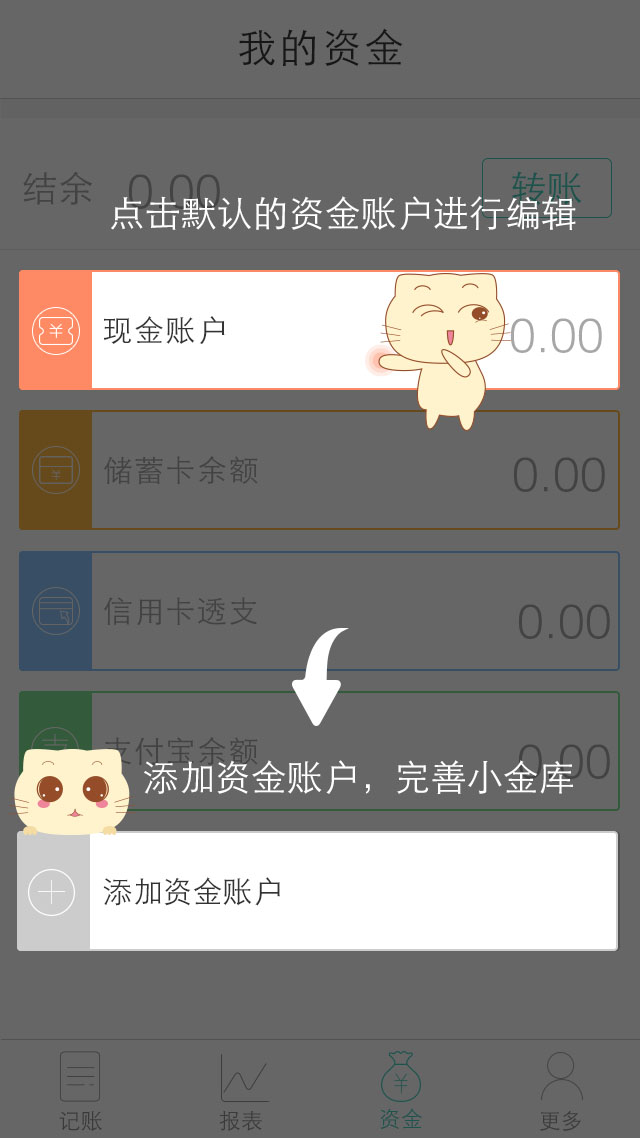 我的资金
结余 0.00 转账
点击默认的资金账户进行编辑
¥ 现金账户 0.00
¥ 储蓄卡余额 0.00
信用卡透支 0.00
支 支付宝余额 0.00
添加资金账户，完善小金库
添加资金账户
¥
记账 报表 资金 更多